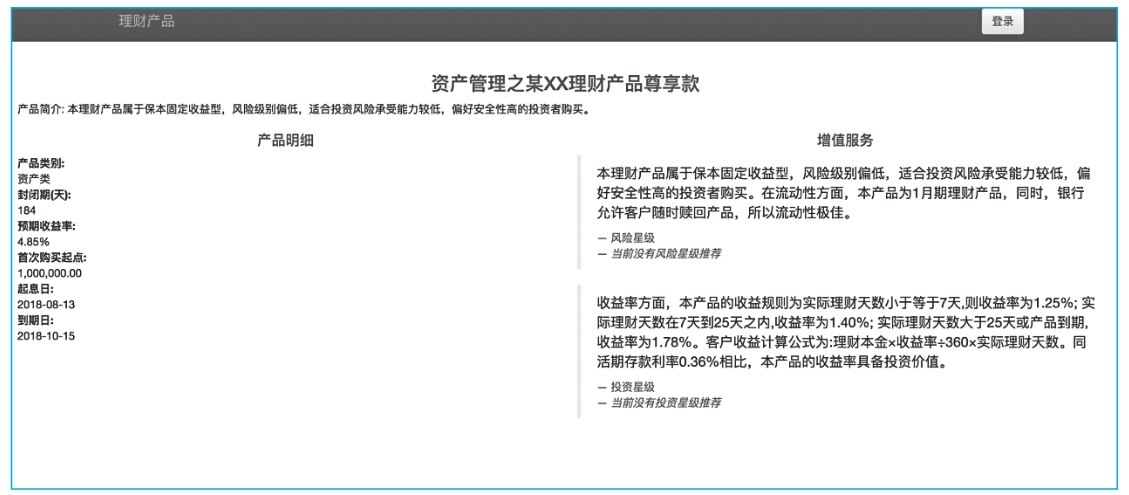 理财产品
登录
资产管理之某XX理财产品尊享款
产品简介: 本理财产品属于保本固定收益型，风险级别偏低，适合投资风险承受能力较低，偏好安全性高的投资者购买。
产品明细
产品类别:
资产类
封闭期(天):
184
预期收益率:
4.85%
首次购买起点:
1,000,000.00
起息日:
2018-08-13
到期日:
2018-10-15
增值服务
本理财产品属于保本固定收益型，风险级别偏低，适合投资风险承受能力较低，偏
好安全性高的投资者购买。在流动性方面，本产品为1月期理财产品，同时，银行
允许客户随时赎回产品，所以流动性极佳。
— 风险星级
— 当前没有风险星级推荐
收益率方面，本产品的收益规则为实际理财天数小于等于7天,则收益率为1.25%; 实
际理财天数在7天到25天之内,收益率为1.40%; 实际理财天数大于25天或产品到期,
收益率为1.78%。客户收益计算公式为:理财本金×收益率÷360×实际理财天数。同
活期存款利率0.36%相比，本产品的收益率具备投资价值。
— 投资星级
— 当前没有投资星级推荐